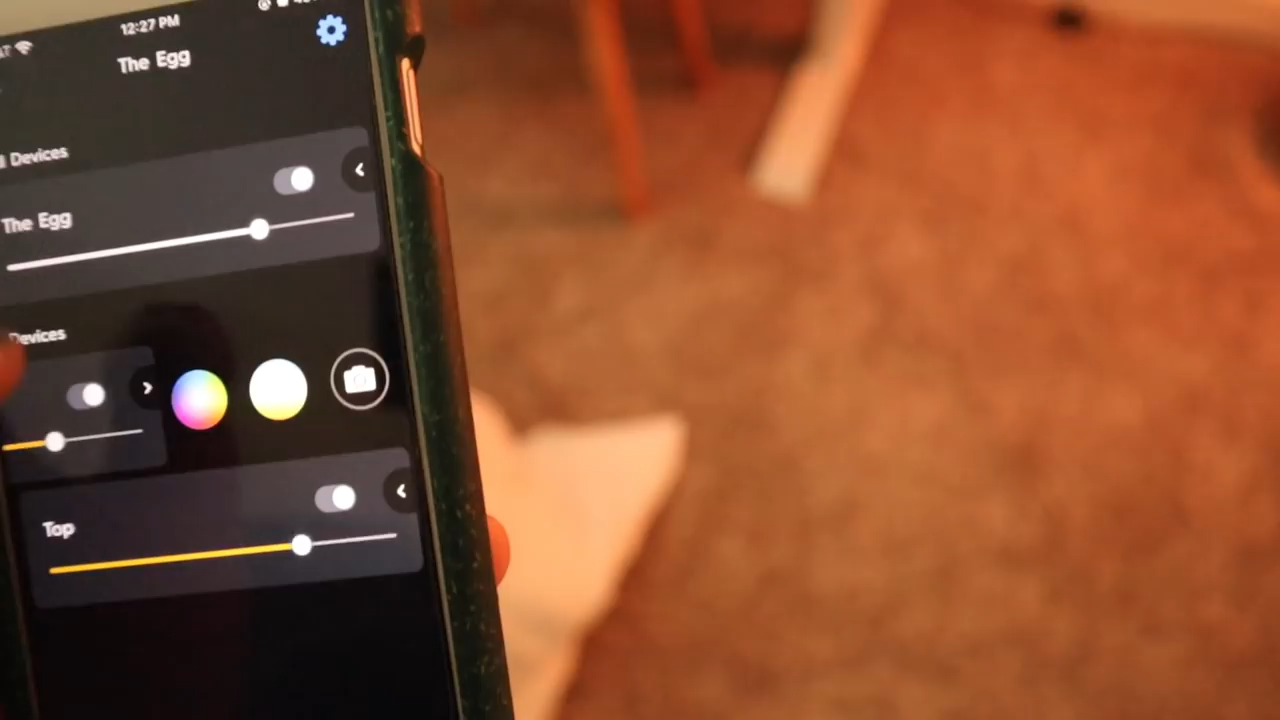 12:27 PM
The Egg
Devices
The Egg
Devices
Top